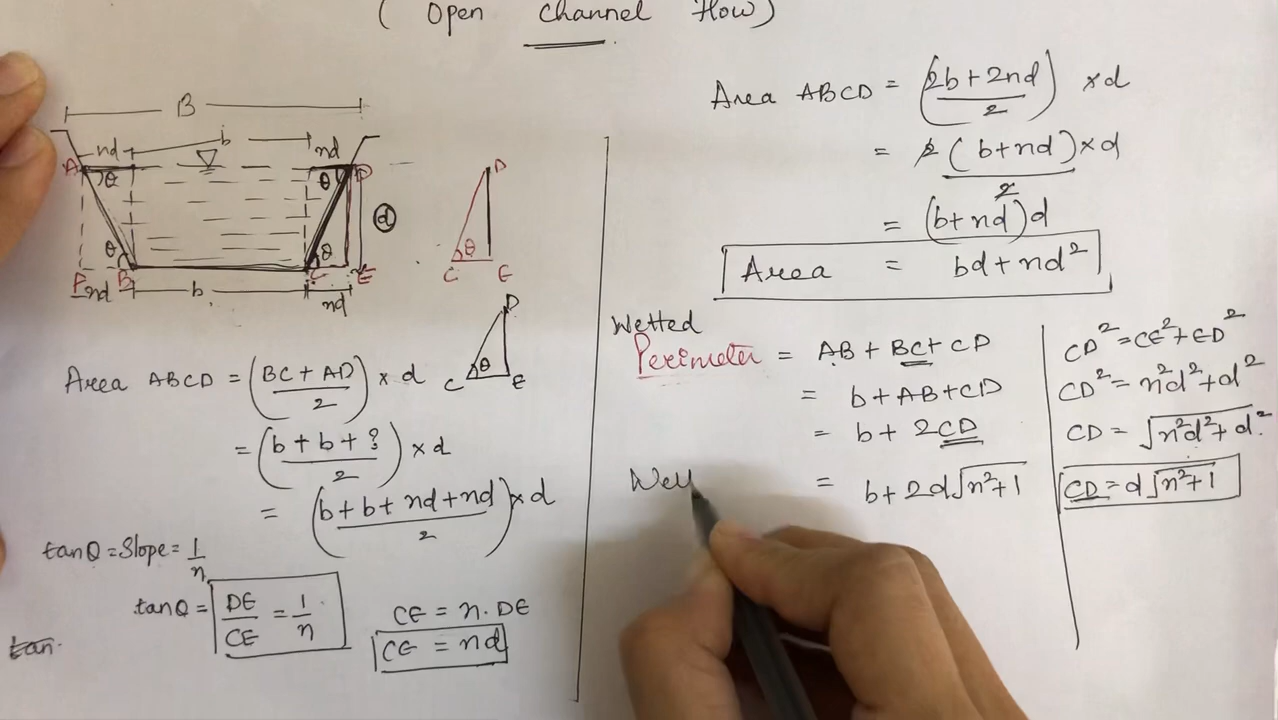 ( Open Channel Flow)
B
nd b nd
A θ θ D
d
θ θ
F B C E
nd b nd
D
θ
C E
D
θ
C E
Area ABCD = (BC + AD / 2) × d
= (b + b + ? / 2) × d
= (b + b + nd + nd / 2) × d
tanθ = Slope = 1/n
tanθ = DE/CE = 1/n
CE = n. DE
CE = nd
tan
Area ABCD = (2b + 2nd / 2) × d
= 2 (b + nd) / 2 × d
= (b + nd) d
Area = bd + nd²
Wetted
Perimeter = AB + BC + CD
= b + AB + CD
= b + 2CD
Wet = b + 2d√n²+1
CD² = CE² + ED²
CD² = n²d² + d²
CD = √n²d² + d²
CD = d√n²+1